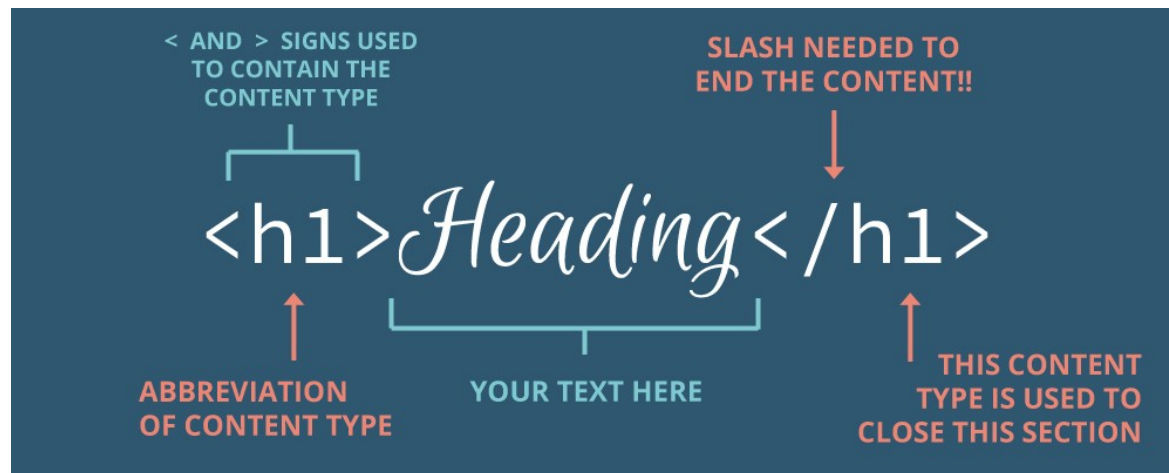 < AND > SIGNS USED
TO CONTAIN THE
CONTENT TYPE
SLASH NEEDED TO
END THE CONTENT!!
<h1>Heading</h1>
ABBREVIATION
OF CONTENT TYPE
YOUR TEXT HERE
THIS CONTENT
TYPE IS USED TO
CLOSE THIS SECTION